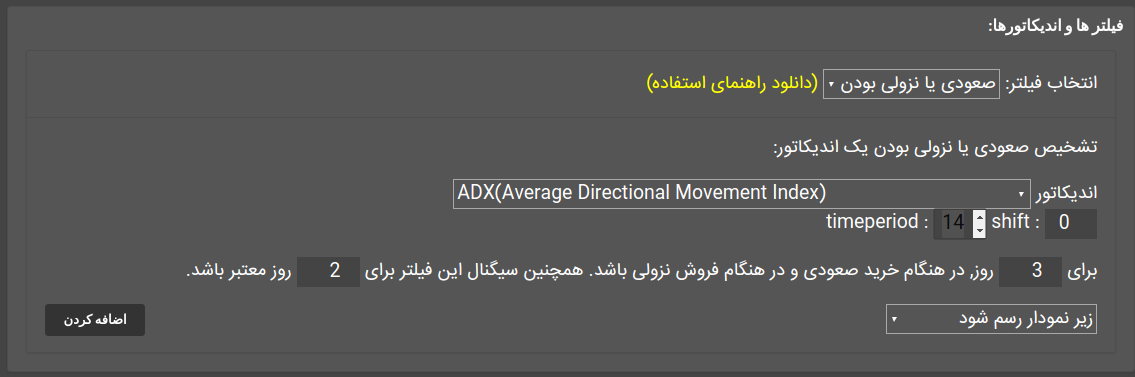 فیلتر ها و اندیکاتورها:
انتخاب فیلتر: صعودی یا نزولی بودن (دانلود راهنمای استفاده)
تشخیص صعودی یا نزولی بودن یک اندیکاتور:
اندیکاتور ADX(Average Directional Movement Index)
timeperiod : 14 shift : 0
برای 3 روز, در هنگام خرید صعودی و در هنگام فروش نزولی باشد. همچنین سیگنال این فیلتر برای 2 روز معتبر باشد.
زیر نمودار رسم شود
اضافه کردن